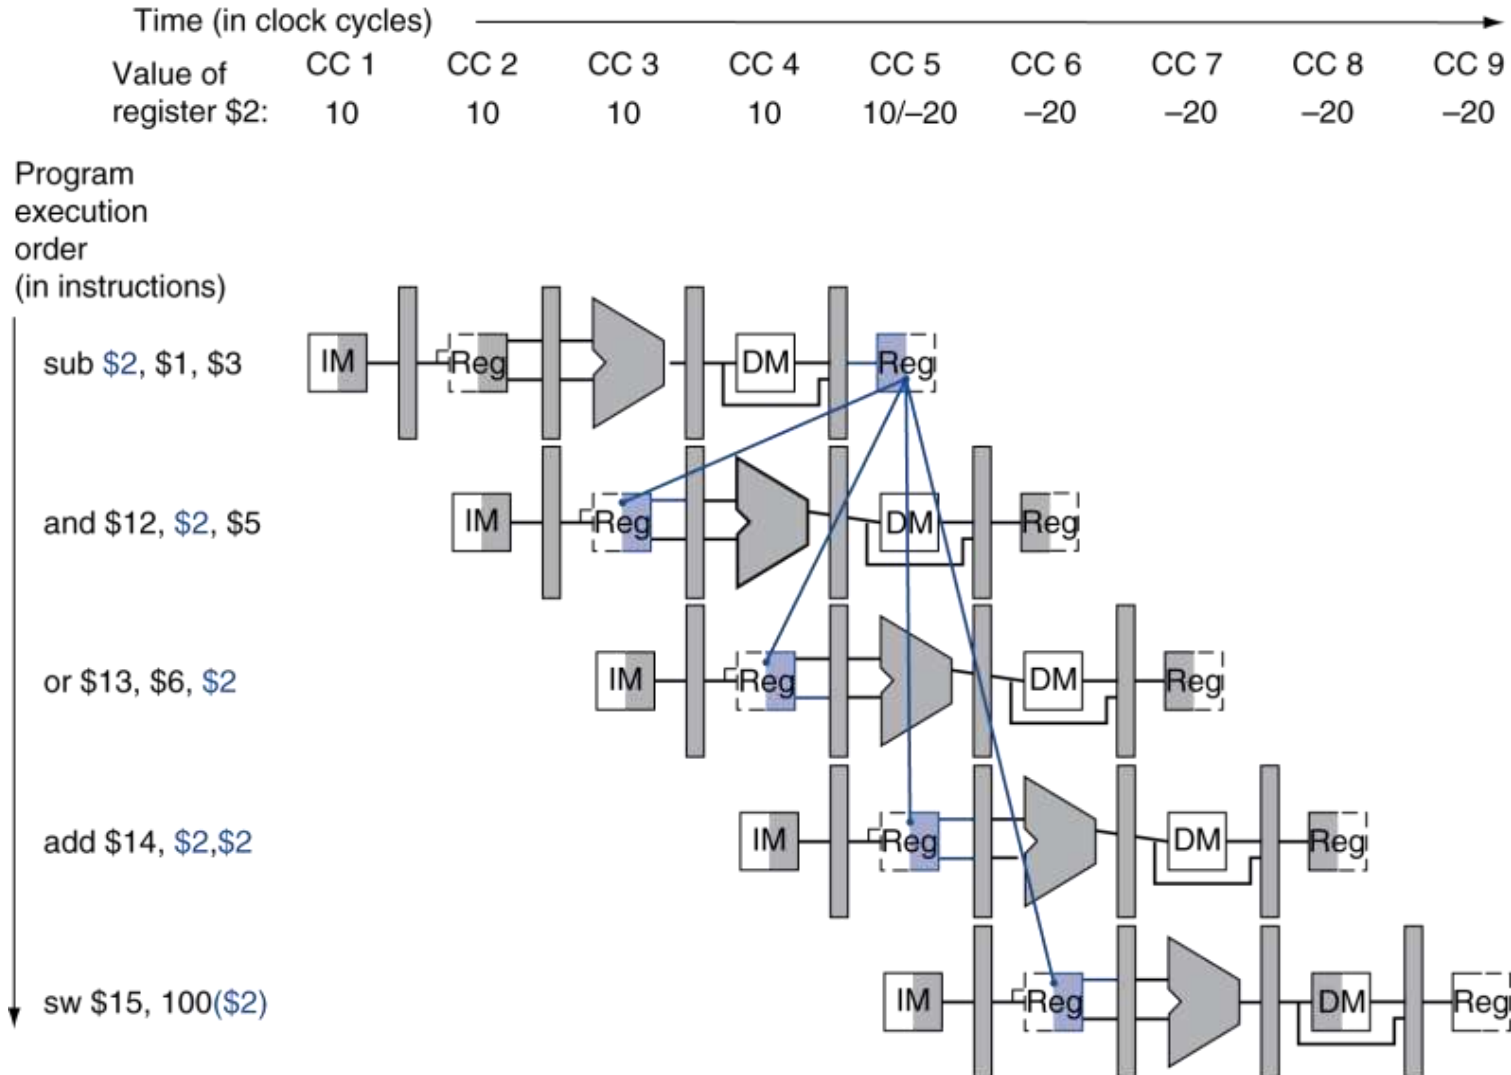 Time (in clock cycles)
CC 1 CC 2 CC 3 CC 4 CC 5 CC 6 CC 7 CC 8 CC 9
Value of
register $2: 10 10 10 10 10/–20 –20 –20 –20 –20
Program
execution
order
(in instructions)
sub $2, $1, $3 IM Reg DM Reg
and $12, $2, $5 IM Reg DM Reg
or $13, $6, $2 IM Reg DM Reg
add $14, $2,$2 IM Reg DM Reg
sw $15, 100($2) IM Reg DM Reg